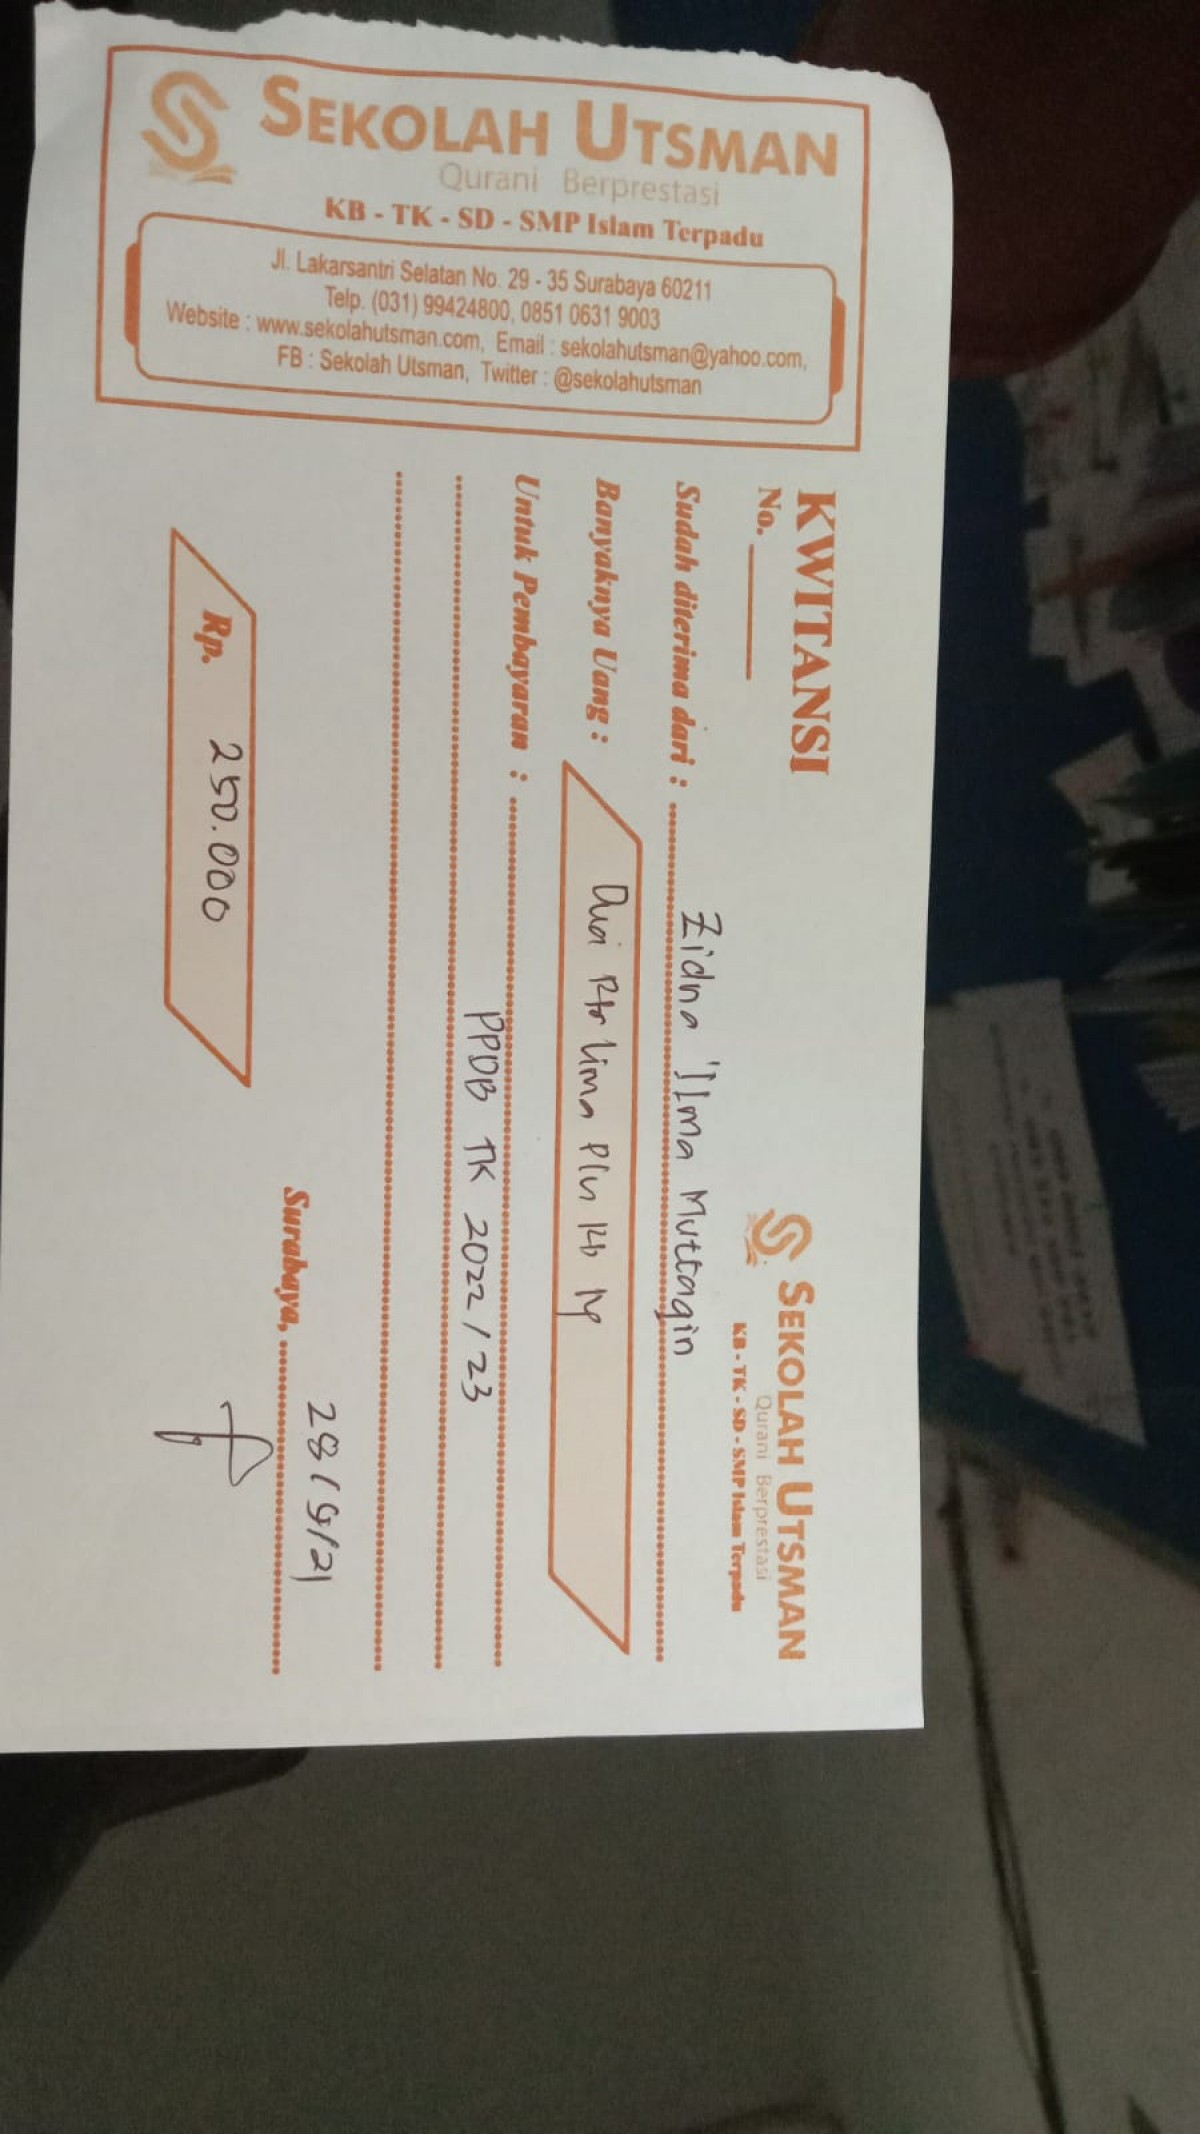 SEKOLAH UTSMAN
Qurani Berprestasi
KB - TK - SD - SMP Islam Terpadu
Jl. Lakarsantri Selatan No. 29 - 35 Surabaya 60211
Telp. (031) 99424800, 0851 0631 9003
Website : www.sekolahutsman.com, Email : sekolahutsman@yahoo.com,
FB : Sekolah Utsman, Twitter : @sekolahutsman
KWITANSI
No.
SEKOLAH UTSMAN
Qurani Berprestasi
KB - TK - SD - SMP Islam Terpadu
Sudah diterima dari : Zidna 'Ilma Muttaqin
Banyaknya Uang : Dua Rts lima Plh Rb Rp
Untuk Pembayaran :
PPDB TK 2022/23
Surabaya, 28/9/21
Rp. 250.000